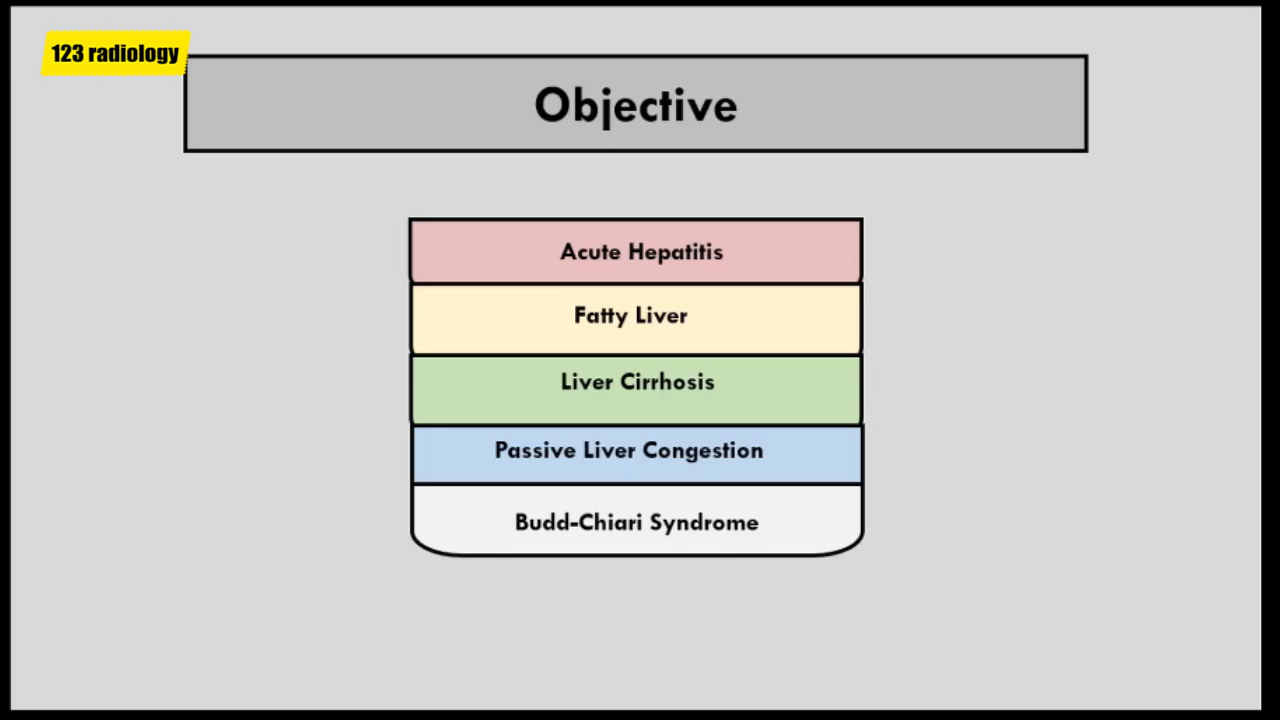 123 radiology
Objective
Acute Hepatitis
Fatty Liver
Liver Cirrhosis
Passive Liver Congestion
Budd-Chiari Syndrome